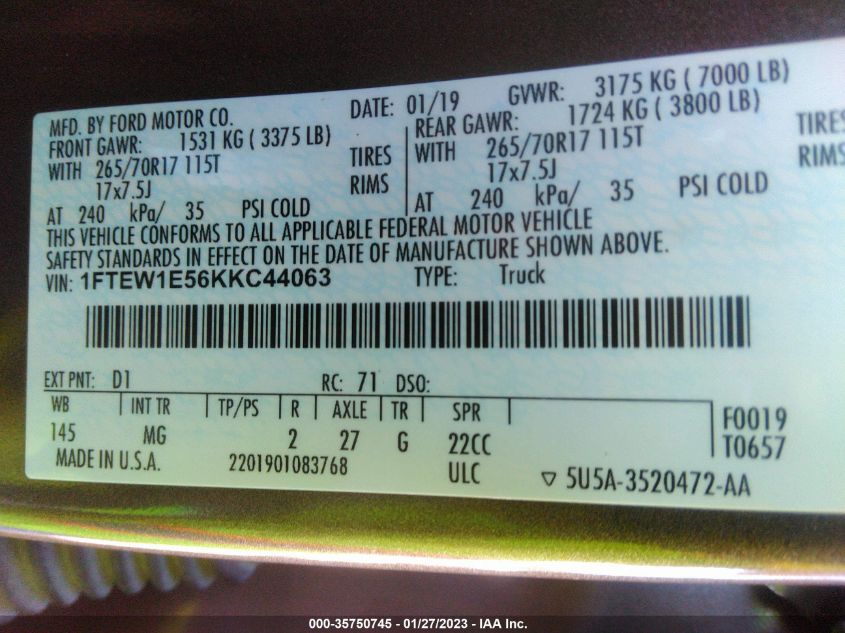 MFD. BY FORD MOTOR CO. DATE: 01/19 GVWR: 3175 KG ( 7000 LB)
FRONT GAWR: 1531 KG ( 3375 LB) REAR GAWR: 1724 KG ( 3800 LB)
WITH 265/70R17 115T TIRES WITH 265/70R17 115T TIRES
17x7.5J RIMS 17x7.5J RIMS
AT 240 kPa/ 35 PSI COLD AT 240 kPa/ 35 PSI COLD
THIS VEHICLE CONFORMS TO ALL APPLICABLE FEDERAL MOTOR VEHICLE
SAFETY STANDARDS IN EFFECT ON THE DATE OF MANUFACTURE SHOWN ABOVE.
VIN: 1FTEW1E56KKC44063 TYPE: Truck
EXT PNT: D1 RC: 71 DSO:
WB INT TR TP/PS R AXLE TR SPR F0019
145 MG 2 27 G 22CC T0657
MADE IN U.S.A. 2201901083768 ULC ▽ 5U5A-3520472-AA
000-35750745 - 01/27/2023 - IAA Inc.